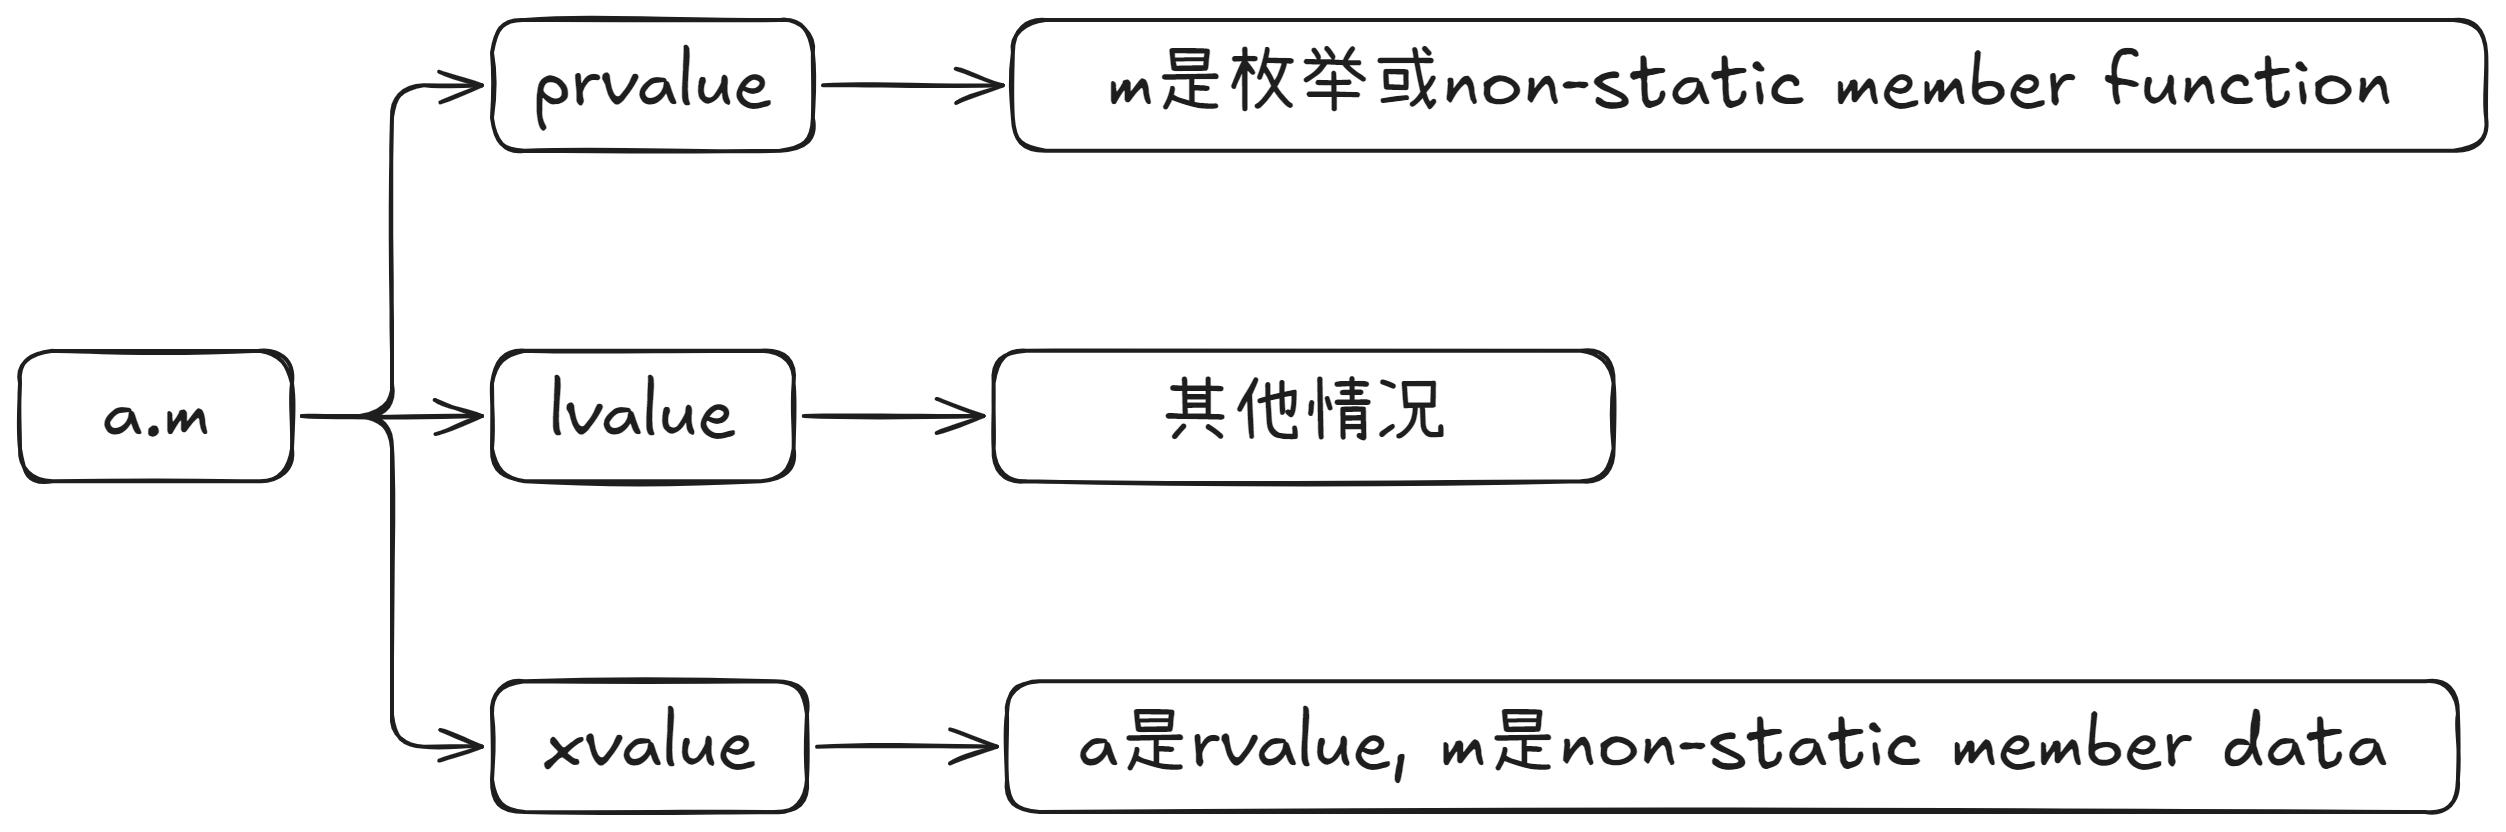 prvalue
m是枚举或non-static member function
a.m
lvalue
其他情况
xvalue
a是rvalue, m是non-static member data